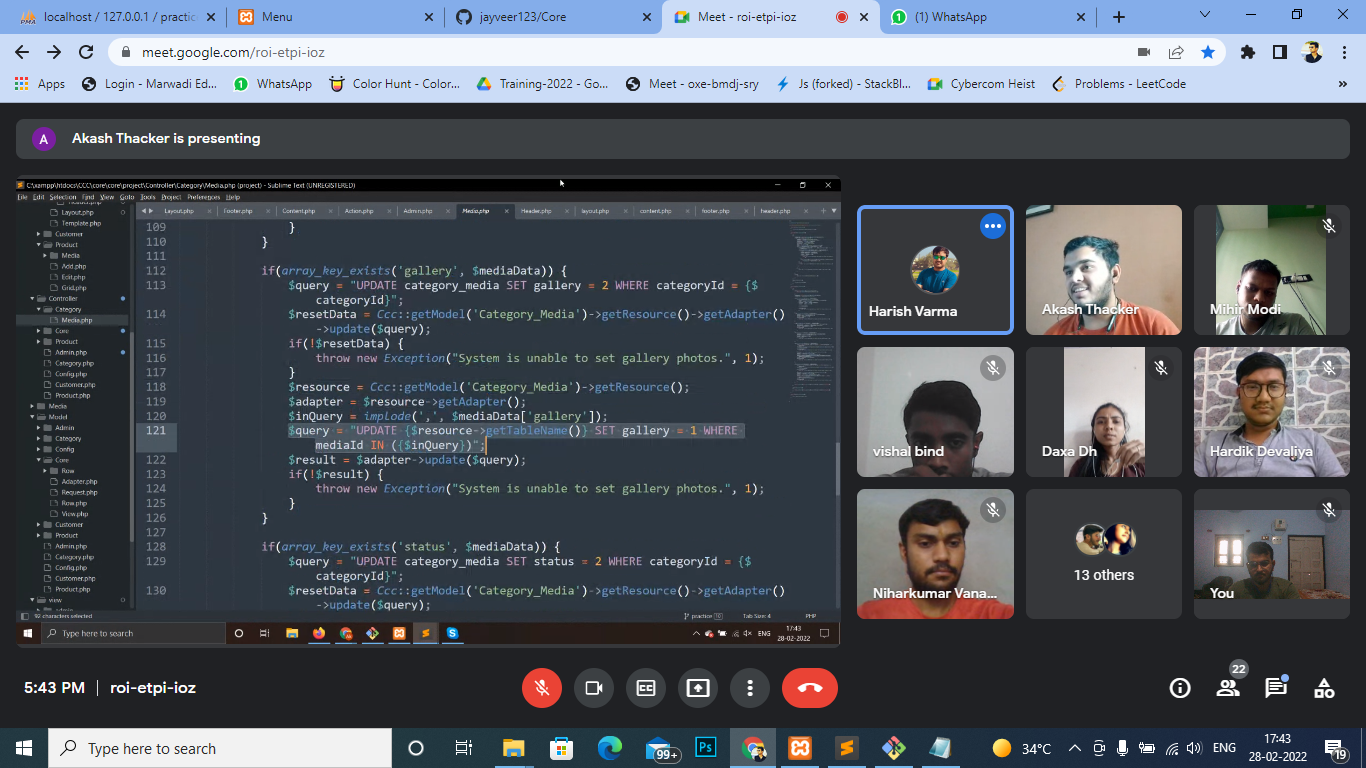 localhost / 127.0.0.1 / practic
Menu
jayveer123/Core
Meet - roi-etpi-ioz
(1) WhatsApp
meet.google.com/roi-etpi-ioz
Apps
Login - Marwadi Ed...
WhatsApp
Color Hunt - Color...
Training-2022 - Go...
Meet - oxe-bmdj-sry
Js (forked) - StackBl...
Cybercom Heist
Problems - LeetCode
A
Akash Thacker is presenting
C:\xampp\htdocs\CCC\core\core\project\Controller\Category\Media.php (project) - Sublime Text (UNREGISTERED)
File Edit Selection Find View Goto Tools Project Preferences Help
Layout.php
Footer.php
Content.php
Action.php
Admin.php
Media.php
Header.php
layout.php
content.php
footer.php
header.php
Layout.php
Template.php
Customer
Product
Media
Add.php
Edit.php
Grid.php
Controller
Category
Media.php
Core
Product
Admin.php
Category.php
Config.php
Customer.php
Product.php
Media
Model
Admin
Category
Config
Core
Row
Adapter.php
Request.php
Row.php
View.php
Customer
Product
Admin.php
Category.php
Config.php
Customer.php
Product.php
view
109 }
110 }
111
112 if(array_key_exists('gallery', $mediaData)) {
113 $query = "UPDATE category_media SET gallery = 2 WHERE categoryId = {$
categoryId}";
114 $resetData = Ccc::getModel('Category_Media')->getResource()->getAdapter()
->update($query);
115 if(!$resetData) {
116 throw new Exception("System is unable to set gallery photos.", 1);
117 }
118 $resource = Ccc::getModel('Category_Media')->getResource();
119 $adapter = $resource->getAdapter();
120 $inQuery = implode(',', $mediaData['gallery']);
121 $query = "UPDATE {$resource->getTableName()} SET gallery = 1 WHERE
mediaId IN ({$inQuery})";
122 $result = $adapter->update($query);
123 if(!$result) {
124 throw new Exception("System is unable to set gallery photos.", 1);
125 }
126 }
127
128 if(array_key_exists('status', $mediaData)) {
129 $query = "UPDATE category_media SET status = 2 WHERE categoryId = {$
categoryId}";
130 $resetData = Ccc::getModel('Category_Media')->getResource()->getAdapter()
->update($query);
92 characters selected
practice 10
Tab Size: 4
PHP
Type here to search
ENG
17:43
28-02-2022
Harish Varma
Akash Thacker
Mihir Modi
vishal bind
Daxa Dh
Hardik Devaliya
Niharkumar Vana...
13 others
You
5:43 PM | roi-etpi-ioz
22
Type here to search
99+
Ps
34°C
ENG
17:43
28-02-2022
19